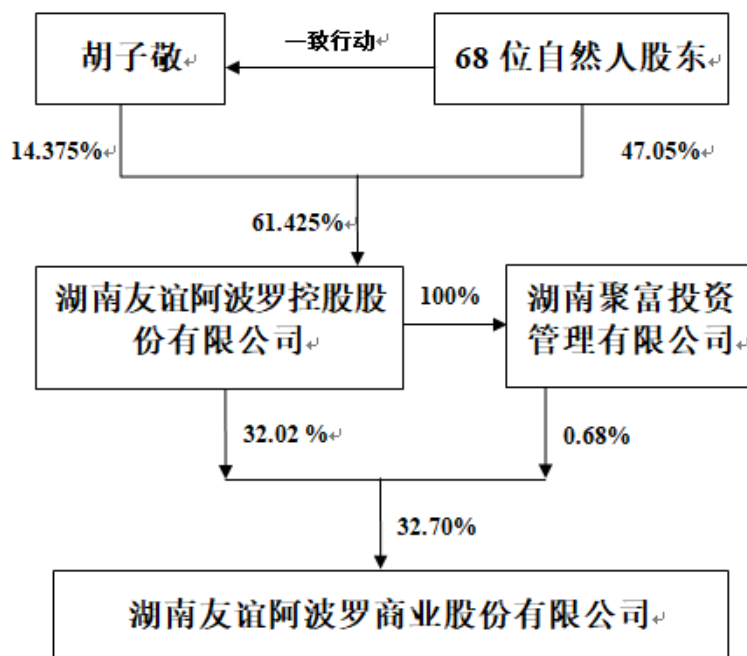 一致行动
胡子敬
68 位自然人股东
14.375%
47.05%
61.425%
湖南友谊阿波罗控股股
份有限公司
100%
湖南聚富投资
管理有限公司
32.02 %
0.68%
32.70%
湖南友谊阿波罗商业股份有限公司